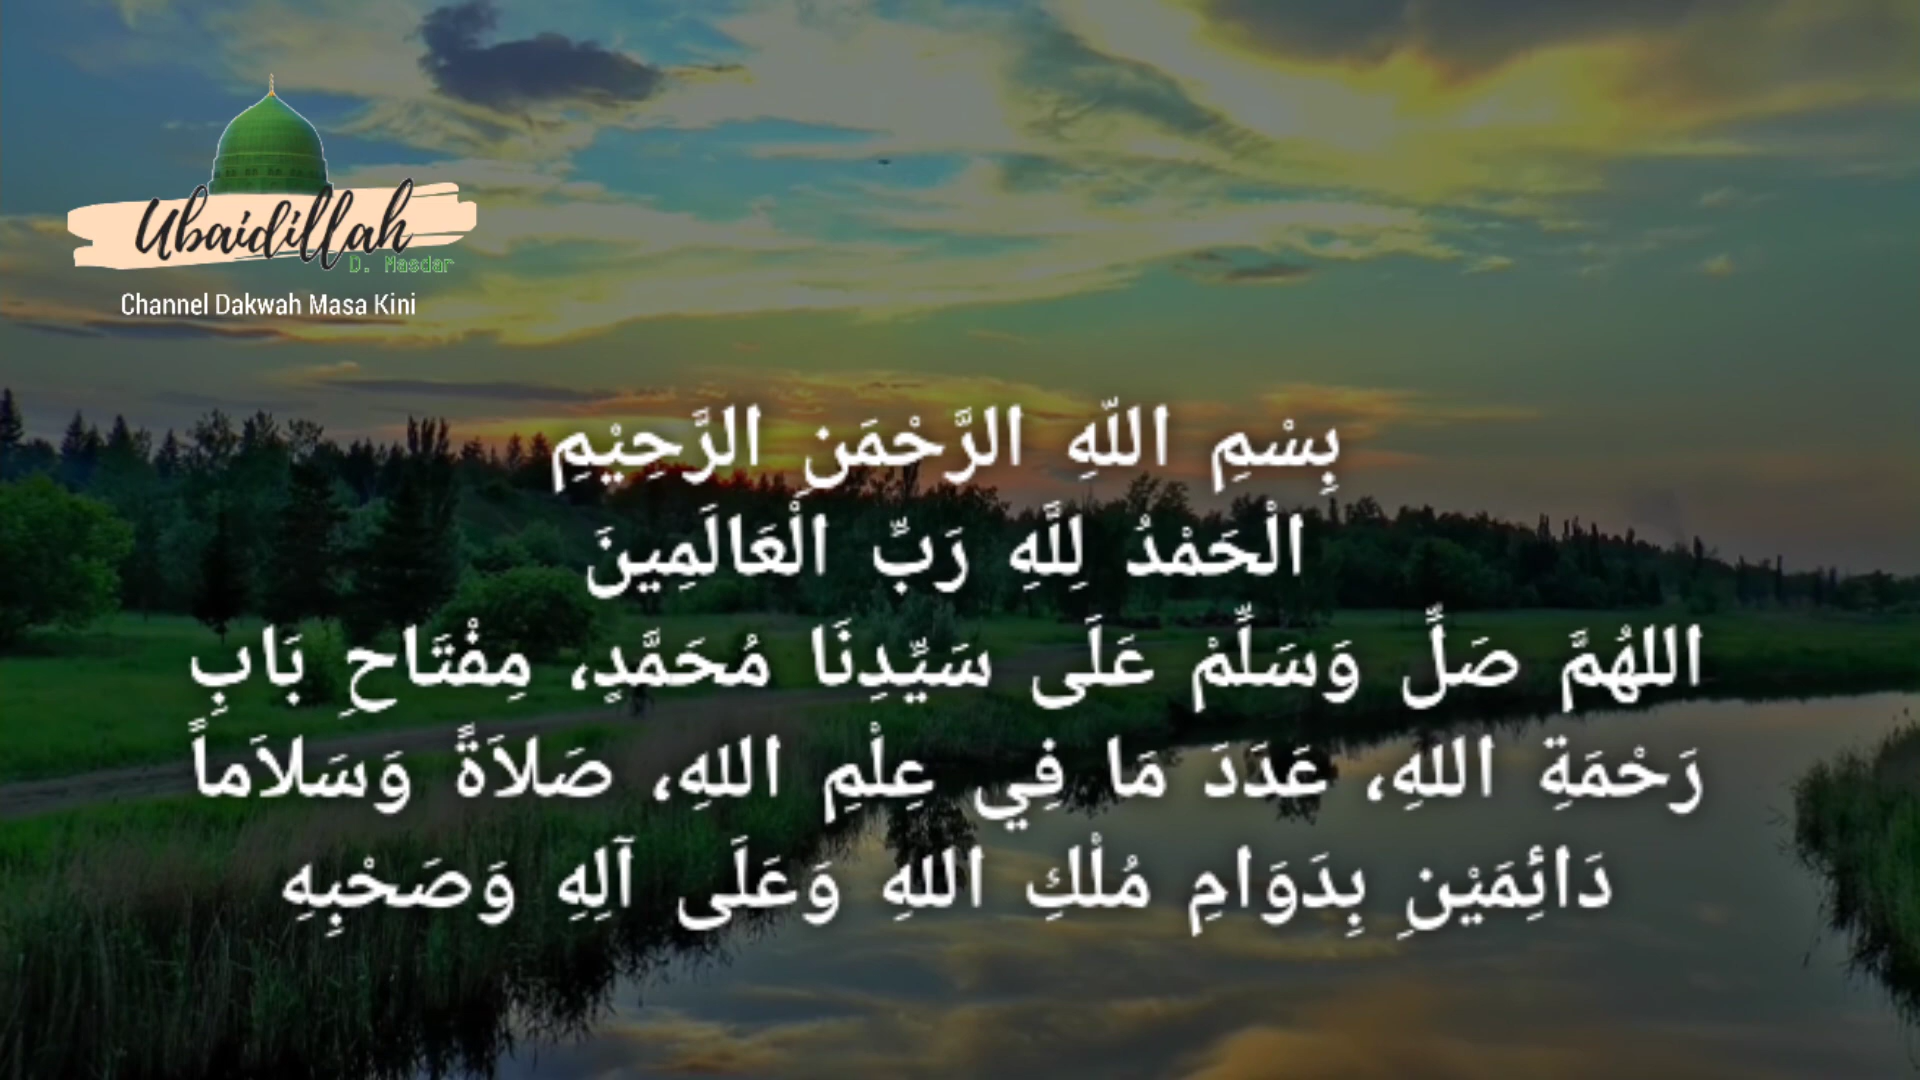 Ubaidillah
D. Masdar
Channel Dakwah Masa Kini
بِسْمِ اللّهِ الرَّحْمَنِ الرَّحِيْمِ
الْحَمْدُ لِلَّهِ رَبِّ الْعَالَمِينَ
اللهُمَّ صَلِّ وَسَلِّمْ عَلَى سَيِّدِنَا مُحَمَّدٍ، مِفْتَاحِ بَابِ
رَحْمَةِ اللهِ، عَدَدَ مَا فِي عِلْمِ اللهِ، صَلاَةً وَسَلاَماً
دَائِمَيْنِ بِدَوَامِ مُلْكِ اللهِ وَعَلَى آلِهِ وَصَحْبِهِ